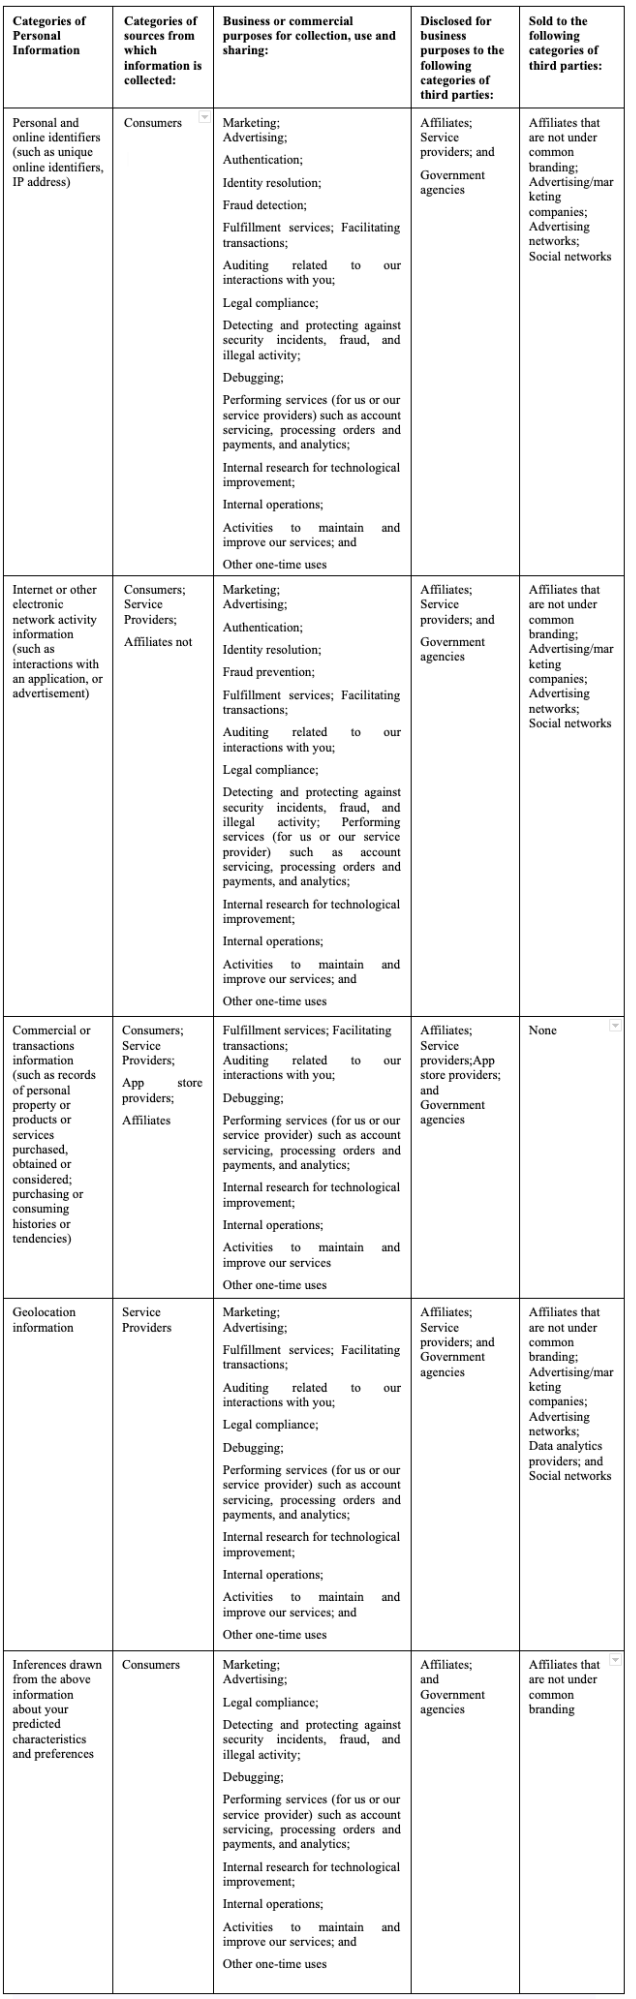 Categories of
Personal
Information
Categories of
sources from
which
information is
collected:
Business or commercial
purposes for collection, use and
sharing:
Disclosed for
business
purposes to the
following
categories of
third parties:
Sold to the
following
categories of
third parties:
Personal and
online identifiers
(such as unique
online identifiers,
IP address)
Consumers
Marketing;
Advertising;
Authentication;
Identity resolution;
Fraud detection;
Fulfillment services; Facilitating
transactions;
Auditing related to our
interactions with you;
Legal compliance;
Detecting and protecting against
security incidents, fraud, and
illegal activity;
Debugging;
Performing services (for us or our
service providers) such as account
servicing, processing orders and
payments, and analytics;
Internal research for technological
improvement;
Internal operations;
Activities to maintain and
improve our services; and
Other one-time uses
Affiliates;
Service
providers; and
Government
agencies
Affiliates that
are not under
common
branding;
Advertising/mar
keting
companies;
Advertising
networks;
Social networks
Internet or other
electronic
network activity
information
(such as
interactions with
an application, or
advertisement)
Consumers;
Service
Providers;
Affiliates not
Marketing;
Advertising;
Authentication;
Identity resolution;
Fraud prevention;
Fulfillment services; Facilitating
transactions;
Auditing related to our
interactions with you;
Legal compliance;
Detecting and protecting against
security incidents, fraud, and
illegal activity; Performing
services (for us or our service
provider) such as account
servicing, processing orders and
payments, and analytics;
Internal research for technological
improvement;
Internal operations;
Activities to maintain and
improve our services; and
Other one-time uses
Affiliates;
Service
providers; and
Government
agencies
Affiliates that
are not under
common
branding;
Advertising/mar
keting
companies;
Advertising
networks;
Social networks
Commercial or
transactions
information
(such as records
of personal
property or
products or
services
purchased,
obtained or
considered;
purchasing or
consuming
histories or
tendencies)
Consumers;
Service
Providers;
App store
providers;
Affiliates
Fulfillment services; Facilitating
transactions;
Auditing related to our
interactions with you;
Debugging;
Performing services (for us or our
service provider) such as account
servicing, processing orders and
payments, and analytics;
Internal research for technological
improvement;
Internal operations;
Activities to maintain and
improve our services
Other one-time uses
Affiliates;
Service
providers;App
store providers;
and
Government
agencies
None
Geolocation
information
Service
Providers
Marketing;
Advertising;
Fulfillment services; Facilitating
transactions;
Auditing related to our
interactions with you;
Legal compliance;
Debugging;
Performing services (for us or our
service provider) such as account
servicing, processing orders and
payments, and analytics;
Internal research for technological
improvement;
Internal operations;
Activities to maintain and
improve our services; and
Other one-time uses
Affiliates;
Service
providers; and
Government
agencies
Affiliates that
are not under
common
branding;
Advertising/mar
keting
companies;
Advertising
networks;
Data analytics
providers; and
Social networks
Inferences drawn
from the above
information
about your
predicted
characteristics
and preferences
Consumers
Marketing;
Advertising;
Legal compliance;
Detecting and protecting against
security incidents, fraud, and
illegal activity;
Debugging;
Performing services (for us or our
service provider) such as account
servicing, processing orders and
payments, and analytics;
Internal research for technological
improvement;
Internal operations;
Activities to maintain and
improve our services; and
Other one-time uses
Affiliates;
and
Government
agencies
Affiliates that
are not under
common
branding